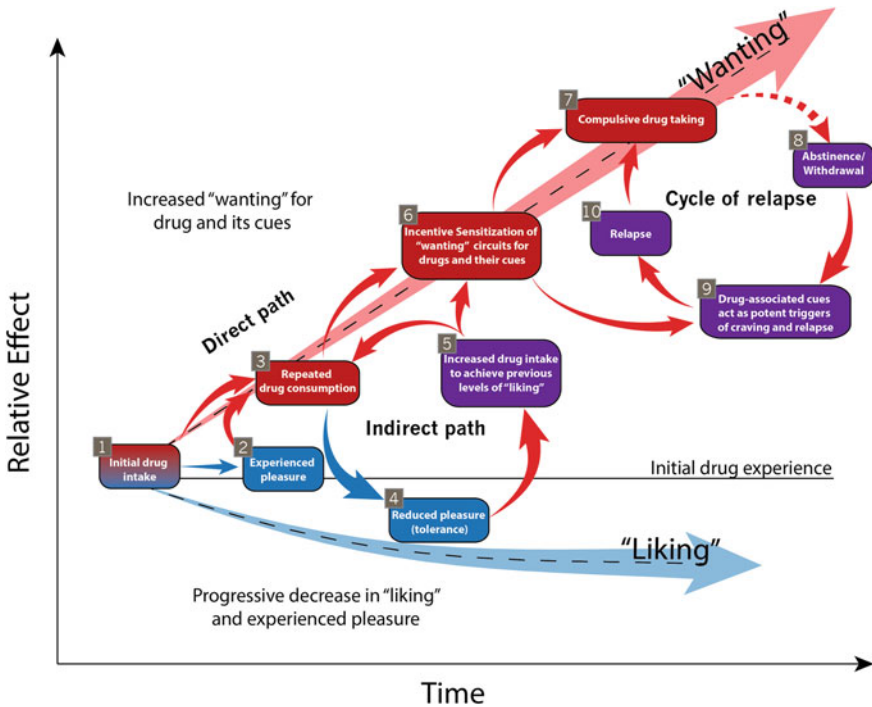 "Wanting"
7
Compulsive drug taking
8
Abstinence/
Withdrawal
Increased "wanting" for
drug and its cues
Cycle of relapse
6
Incentive Sensitization of
"wanting" circuits for
drugs and their cues
10
Relapse
9
Drug-associated cues
act as potent triggers
of craving and relapse
Direct path
3
Repeated
drug consumption
5
Increased drug intake
to achieve previous
levels of "liking"
Indirect path
1
Initial drug
intake
2
Experienced
pleasure
Initial drug experience
4
Reduced pleasure
(tolerance)
"Liking"
Progressive decrease in "liking"
and experienced pleasure
Relative Effect
Time